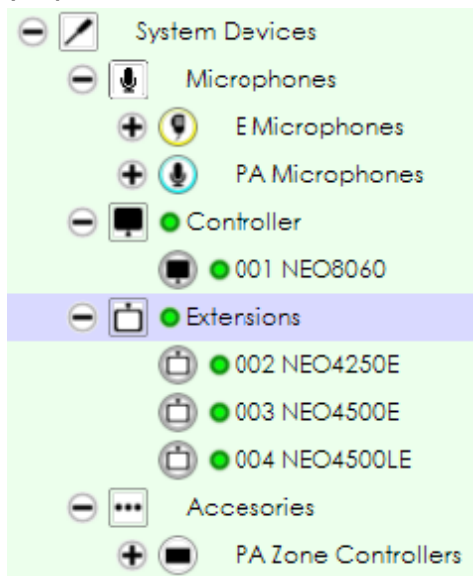 System Devices
Microphones
E Microphones
PA Microphones
Controller
001 NEO8060
Extensions
002 NEO4250E
003 NEO4500E
004 NEO4500LE
Accesories
PA Zone Controllers